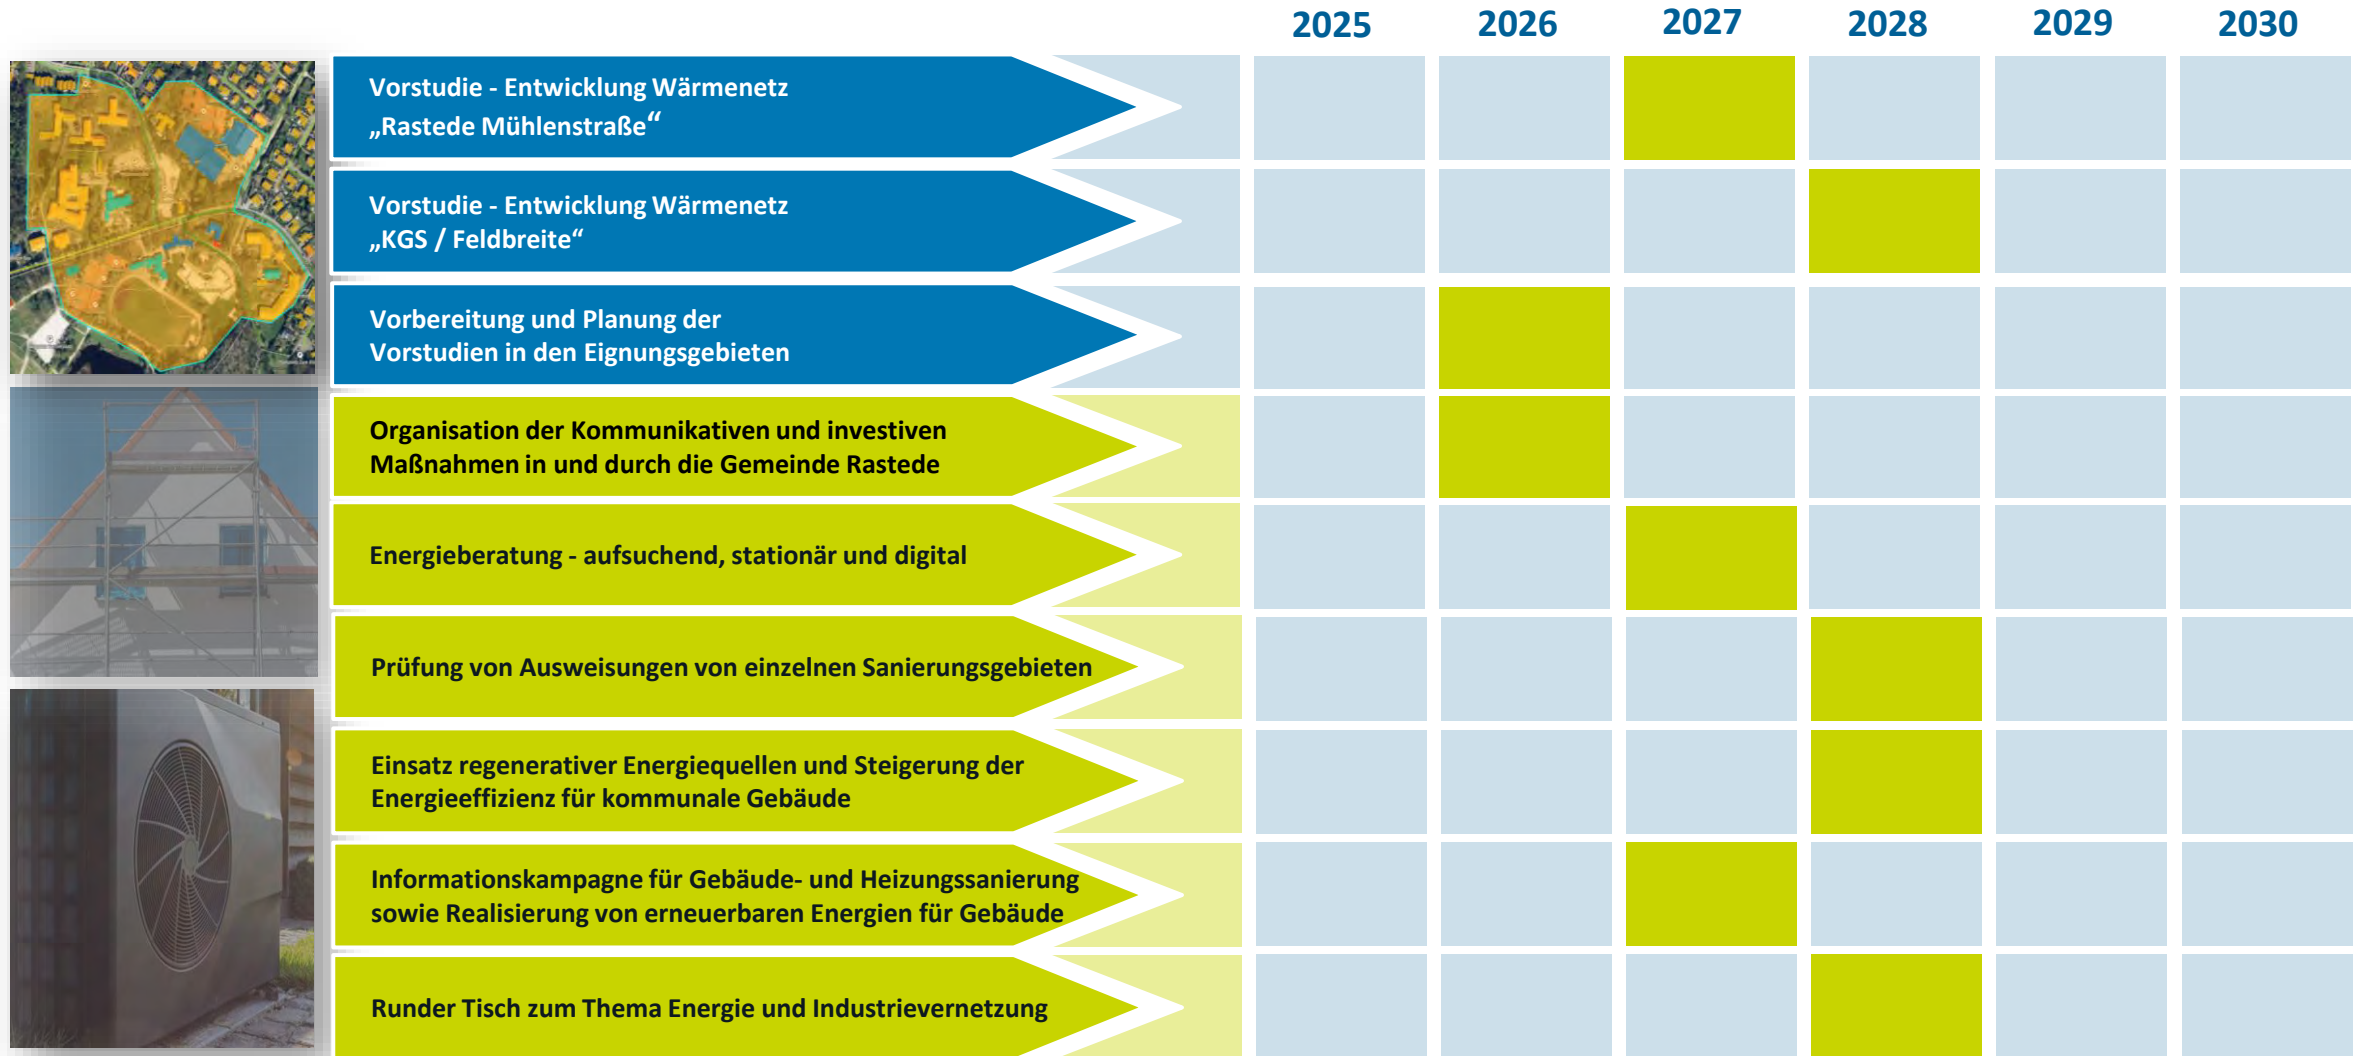 2025 2026 2027 2028 2029 2030
Vorstudie - Entwicklung Wärmenetz
„Rastede Mühlenstraße“
Vorstudie - Entwicklung Wärmenetz
„KGS / Feldbreite“
Vorbereitung und Planung der
Vorstudien in den Eignungsgebieten
Organisation der Kommunikativen und investiven
Maßnahmen in und durch die Gemeinde Rastede
Energieberatung - aufsuchend, stationär und digital
Prüfung von Ausweisungen von einzelnen Sanierungsgebieten
Einsatz regenerativer Energiequellen und Steigerung der
Energieeffizienz für kommunale Gebäude
Informationskampagne für Gebäude- und Heizungssanierung
sowie Realisierung von erneuerbaren Energien für Gebäude
Runder Tisch zum Thema Energie und Industrievernetzung